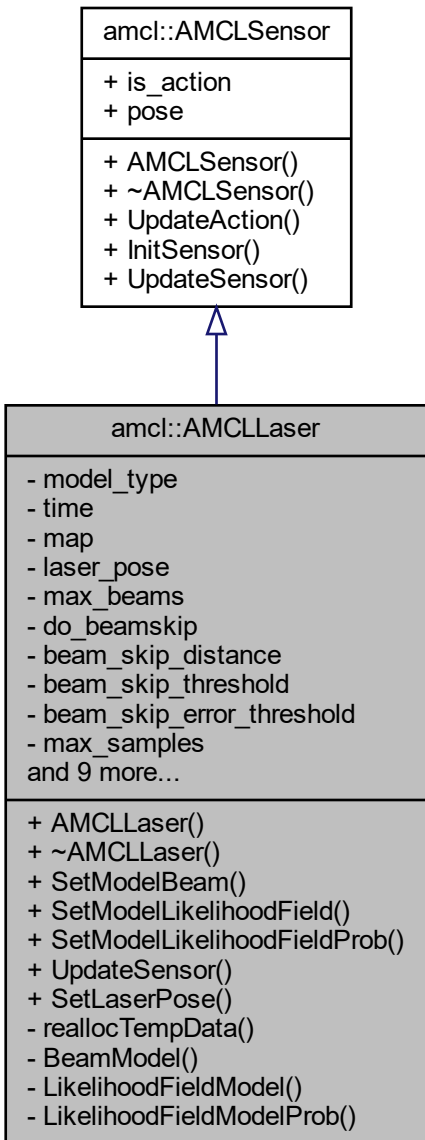 amcl::AMCLSensor
+ is_action
+ pose
+ AMCLSensor()
+ ~AMCLSensor()
+ UpdateAction()
+ InitSensor()
+ UpdateSensor()
amcl::AMCLLaser
- model_type
- time
- map
- laser_pose
- max_beams
- do_beamskip
- beam_skip_distance
- beam_skip_threshold
- beam_skip_error_threshold
- max_samples
and 9 more...
+ AMCLLaser()
+ ~AMCLLaser()
+ SetModelBeam()
+ SetModelLikelihoodField()
+ SetModelLikelihoodFieldProb()
+ UpdateSensor()
+ SetLaserPose()
- reallocTempData()
- BeamModel()
- LikelihoodFieldModel()
- LikelihoodFieldModelProb()